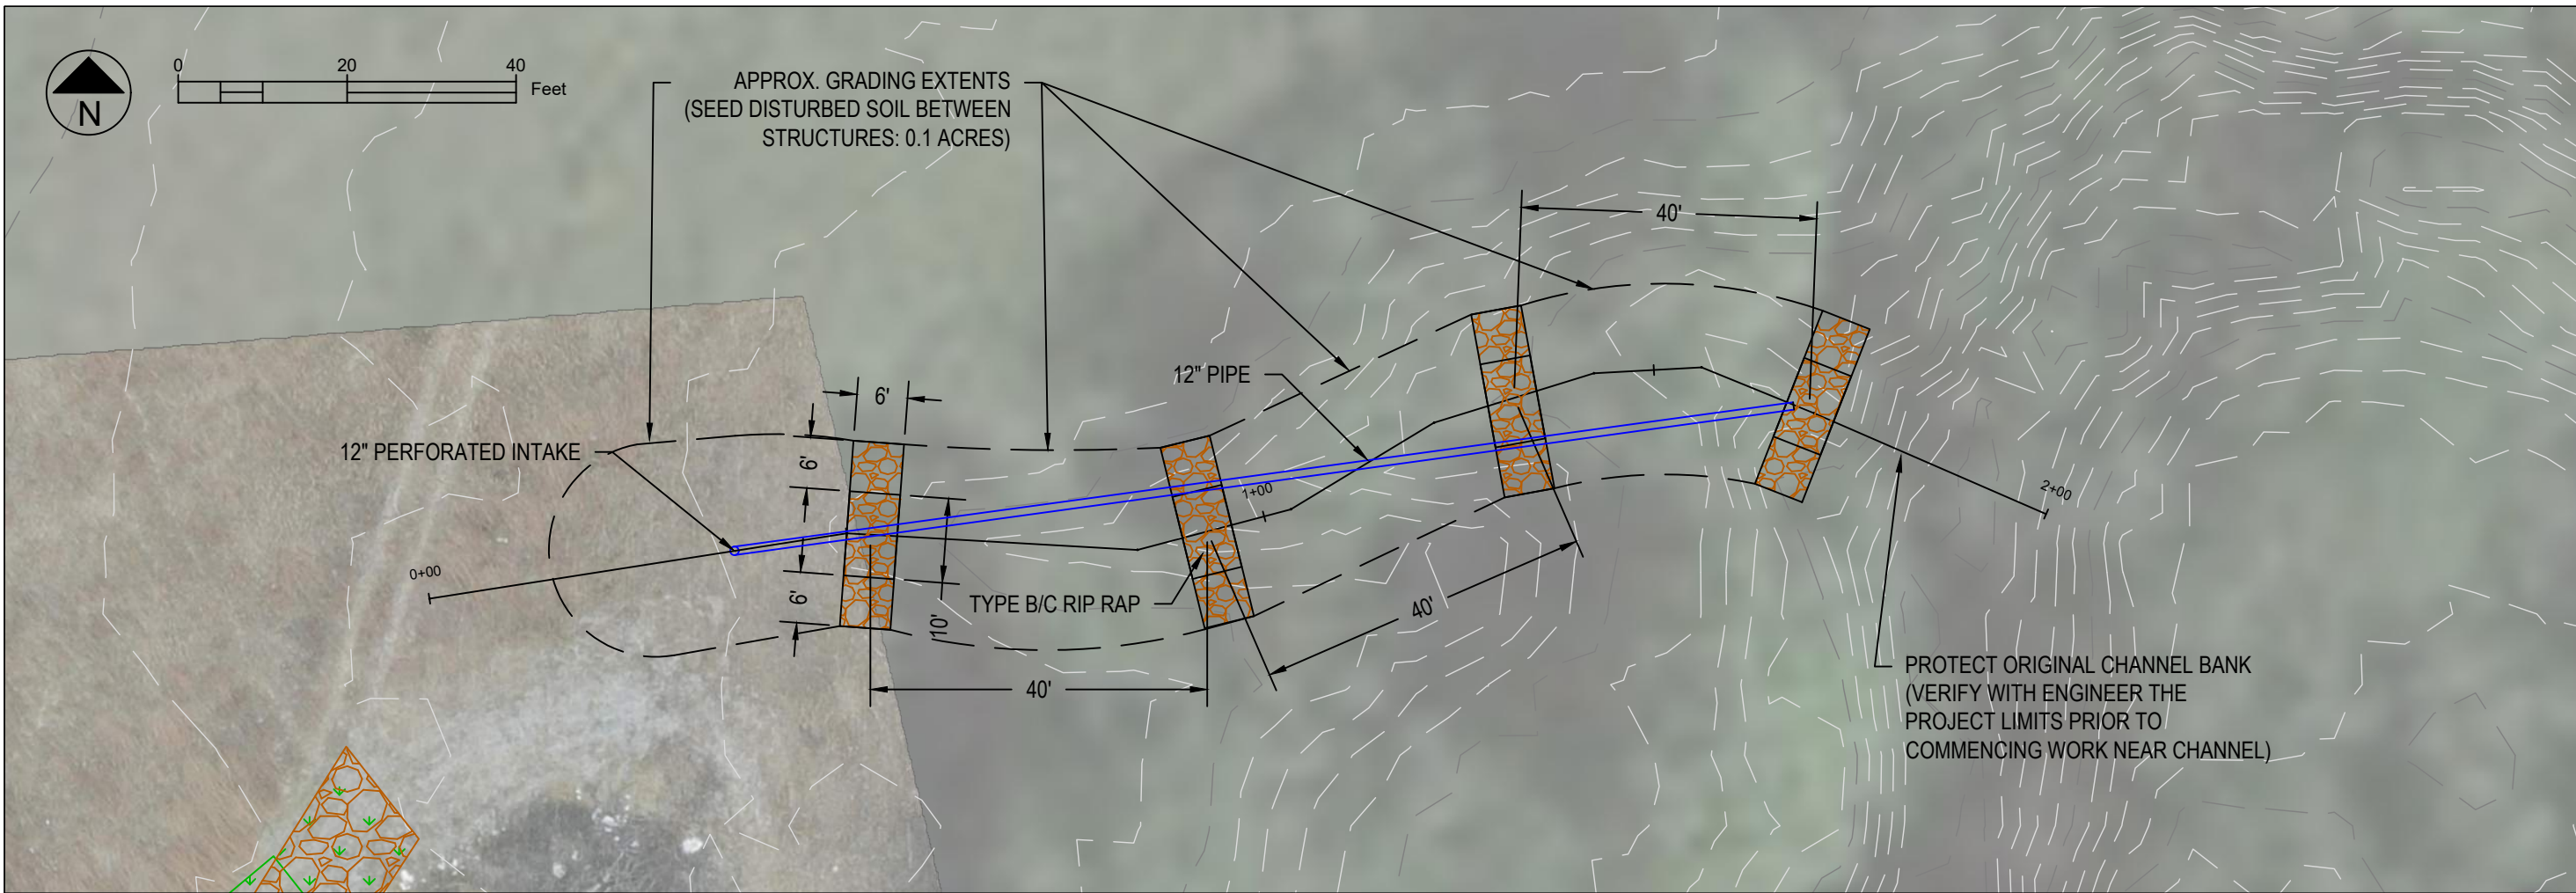 0 20 40
Feet
N
APPROX. GRADING EXTENTS
(SEED DISTURBED SOIL BETWEEN
STRUCTURES: 0.1 ACRES)
40'
12" PIPE
6'
12" PERFORATED INTAKE
6'
1+00
2+00
0+00
6'
10'
TYPE B/C RIP RAP
40'
40'
PROTECT ORIGINAL CHANNEL BANK
(VERIFY WITH ENGINEER THE
PROJECT LIMITS PRIOR TO
COMMENCING WORK NEAR CHANNEL)